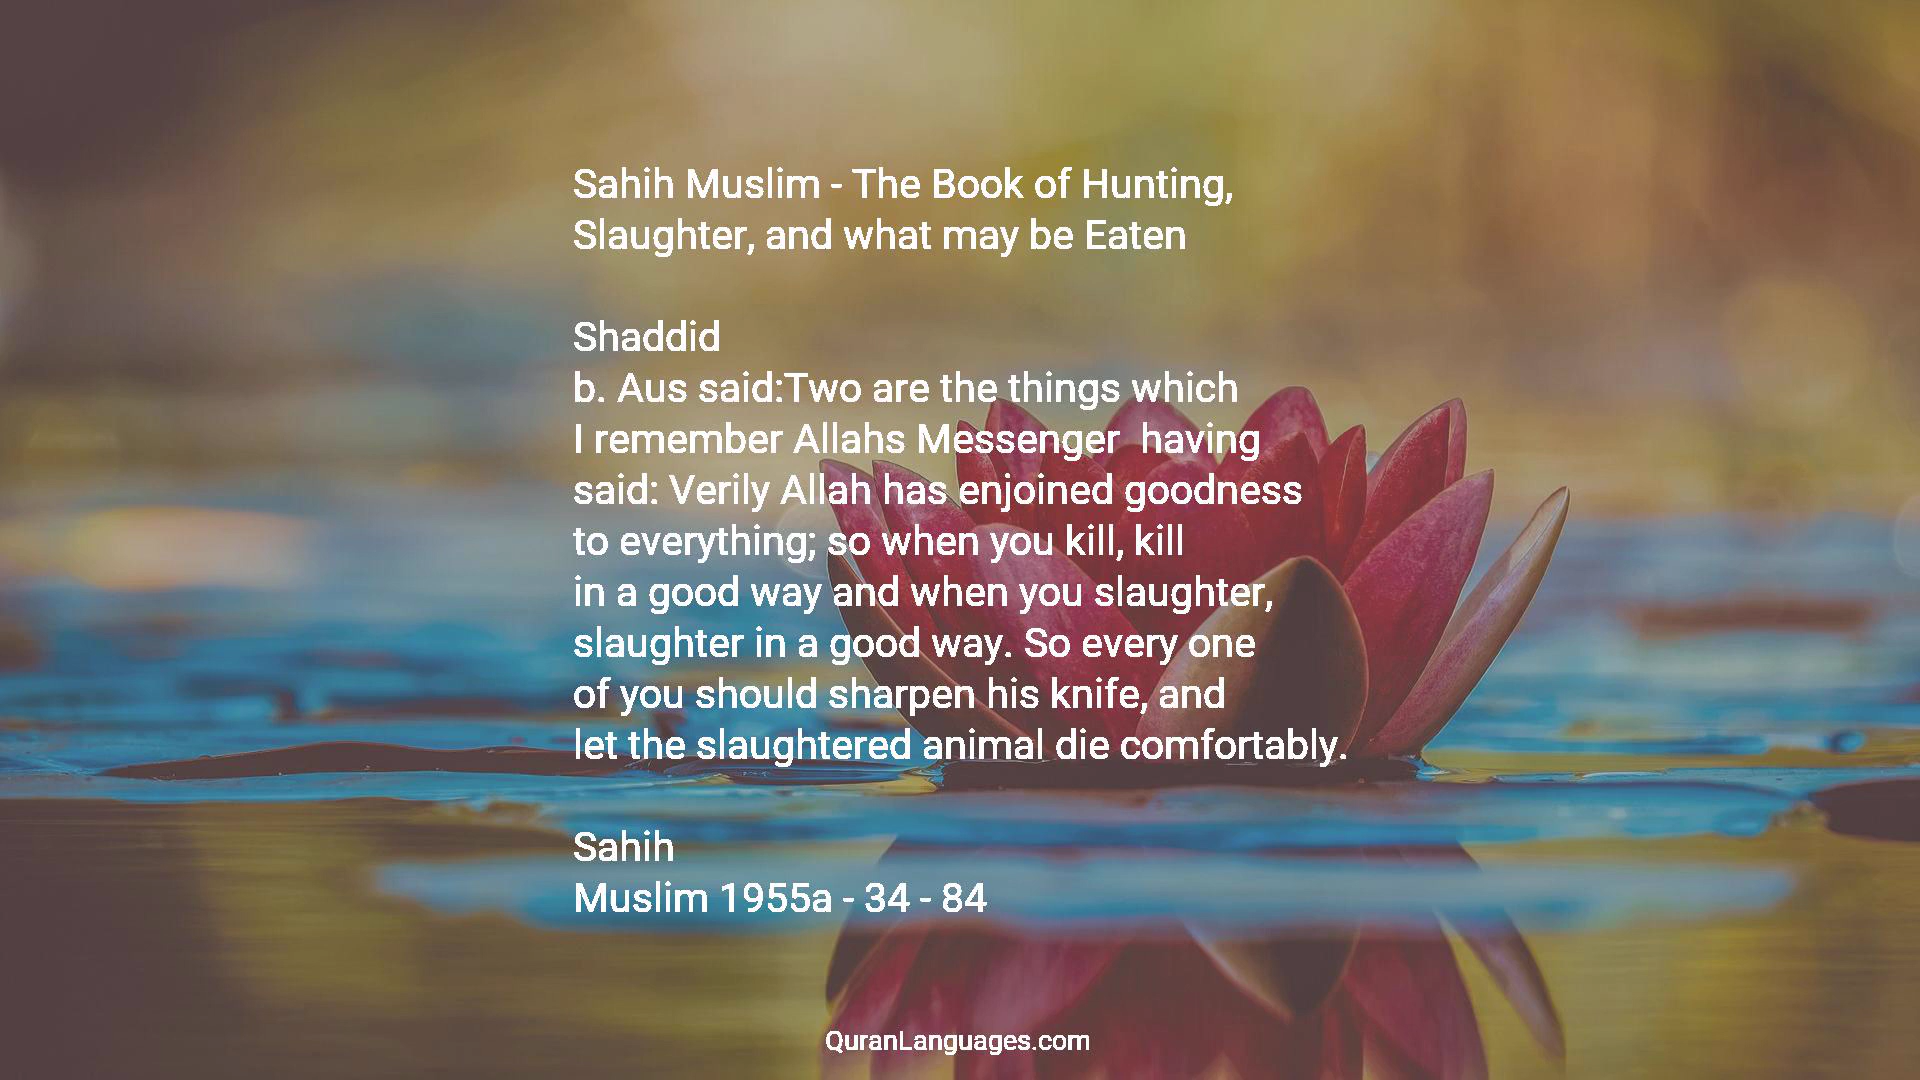 Sahih Muslim - The Book of Hunting,
Slaughter, and what may be Eaten
Shaddid
b. Aus said:Two are the things which
I remember Allahs Messenger  having
said: Verily Allah has enjoined goodness
to everything; so when you kill, kill
in a good way and when you slaughter,
slaughter in a good way. So every one
of you should sharpen his knife, and
let the slaughtered animal die comfortably.
Sahih
Muslim 1955a - 34 - 84
QuranLanguages.com